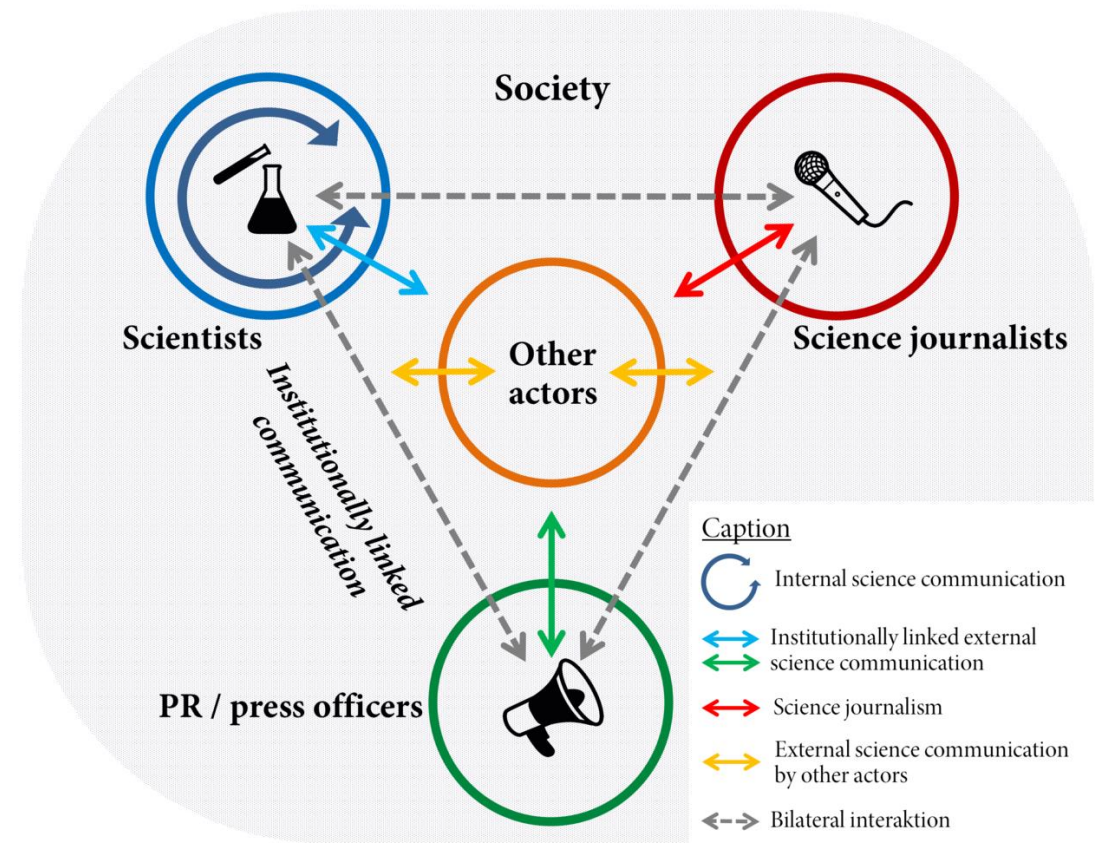 Society
Scientists
Science journalists
Other
actors
Institutionally linked
communication
PR / press officers
Caption
Internal science communication
Institutionally linked external
science communication
Science journalism
External science communication
by other actors
Bilateral interaktion